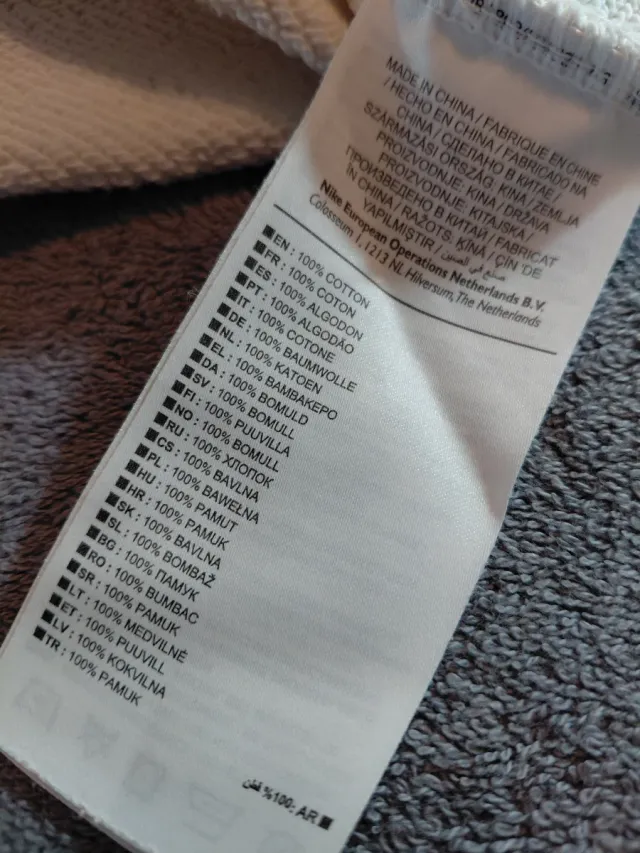 MADE IN CHINA / FABRIQUE EN CHINE
/ HECHO EN CHINA / FABRICADO NA
CHINA / СДЕЛАНО В КИТАЕ /
SZÁRMAZÁSI ORSZÁG, KINA / ZEMLJA
PROIZVODNJE: KINA / DRŽAVA
PROIZVODNJE: KITAJSKA /
ПРОИЗВЕДЕНО В КИТАЙ / FABRICAT
ÎN CHINA / RAŽOTS, ĶĪNA / ÇİN 'DE
YAPILMIŞTIR / صنع في الصين
Nike European Operations Netherlands B.V.
Colosseum 1, 1213 NL Hilversum, The Netherlands
EN : 100% COTTON
FR : 100% COTON
ES : 100% ALGODON
PT : 100% ALGODÃO
IT : 100% COTONE
DE : 100% BAUMWOLLE
NL : 100% KATOEN
EL : 100% ΒΑΜΒΑΚΕΡΟ
DA : 100% BOMULD
SV : 100% BOMULL
FI : 100% PUUVILLA
NO : 100% BOMULL
RU : 100% ХЛОПОК
CS : 100% BAVLNA
PL : 100% BAWEŁNA
HU : 100% PAMUT
HR : 100% PAMUK
SK : 100% BAVLNA
SL : 100% BOMBAŽ
BG : 100% ПАМУК
RO : 100% BUMBAC
SR : 100% PAMUK
LT : 100% MEDVILNĖ
ET : 100% PUUVILL
LV : 100% KOKVILNA
TR : 100% PAMUK
AR :100% قطن